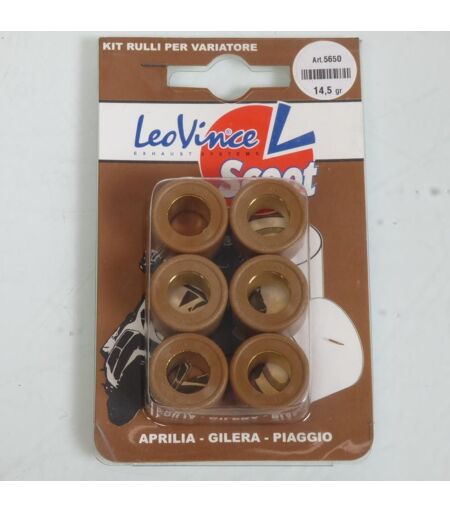 KIT RULLI PER VARIATORE
Art.5650
14,5 gr
LeoVince
EXHAUST SYSTEMS
Scoot
APRILIA - GILERA - PIAGGIO